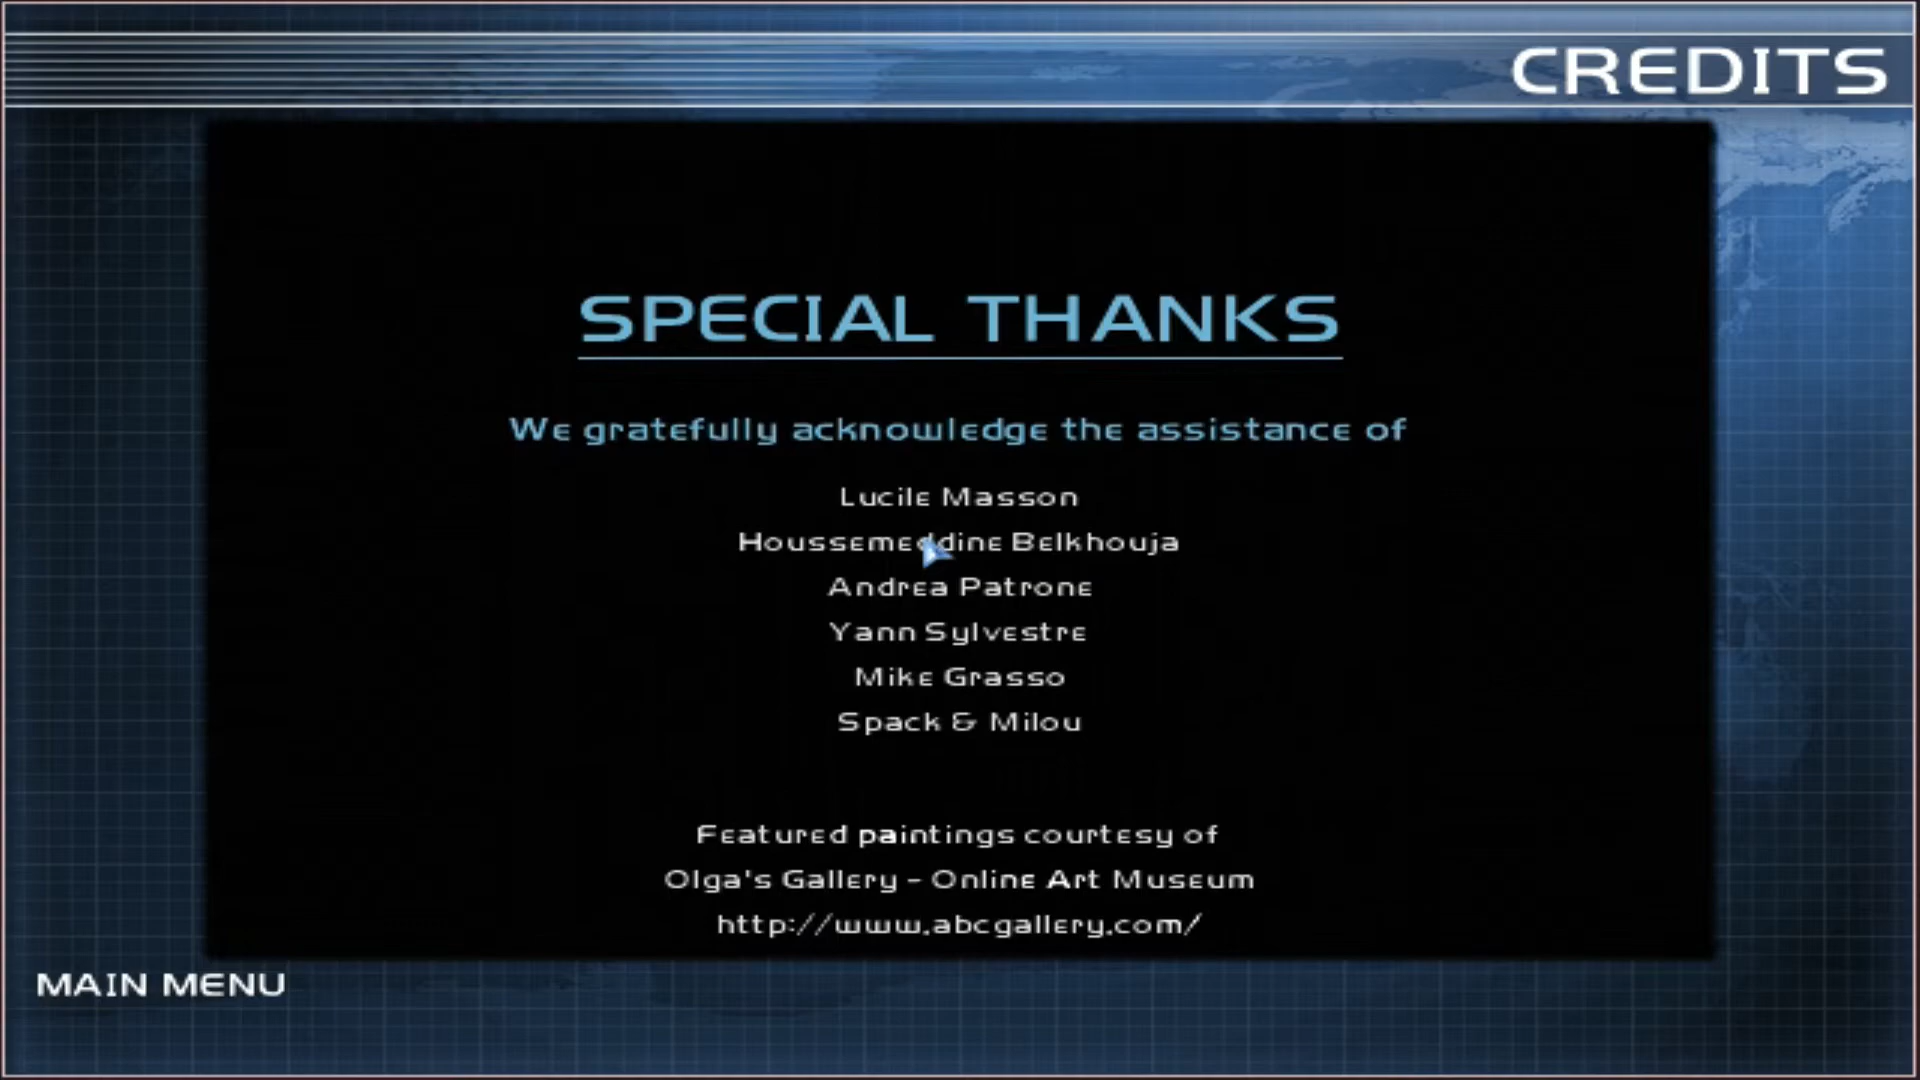 CREDITS
SPECIAL THANKS
We gratefully acknowledge the assistance of
Lucile Masson
Houssemeddine Belkhouja
Andrea Patrone
Yann Sylvestre
Mike Grasso
Spack & Milou
Featured paintings courtesy of
Olga's Gallery - Online Art Museum
http://www.abcgallery.com/
MAIN MENU